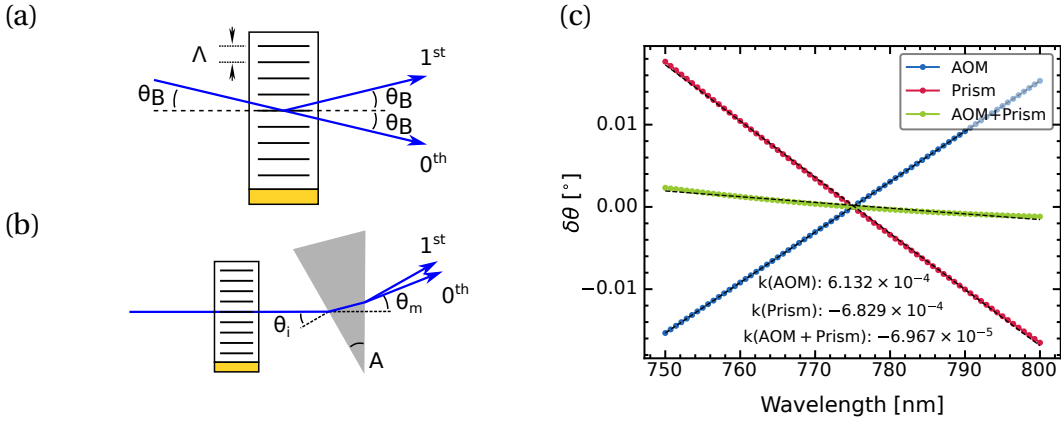 (a)
Λ
1st
θB
θB
θB
0th
(b)
1st
0th
θm
θi
A
(c)
AOM
Prism
AOM+Prism
0.01
0.00
−0.01
δθ [°]
k(AOM): 6.132 × 10−4
k(Prism): −6.829 × 10−4
k(AOM + Prism): −6.967 × 10−5
750 760 770 780 790 800
Wavelength [nm]